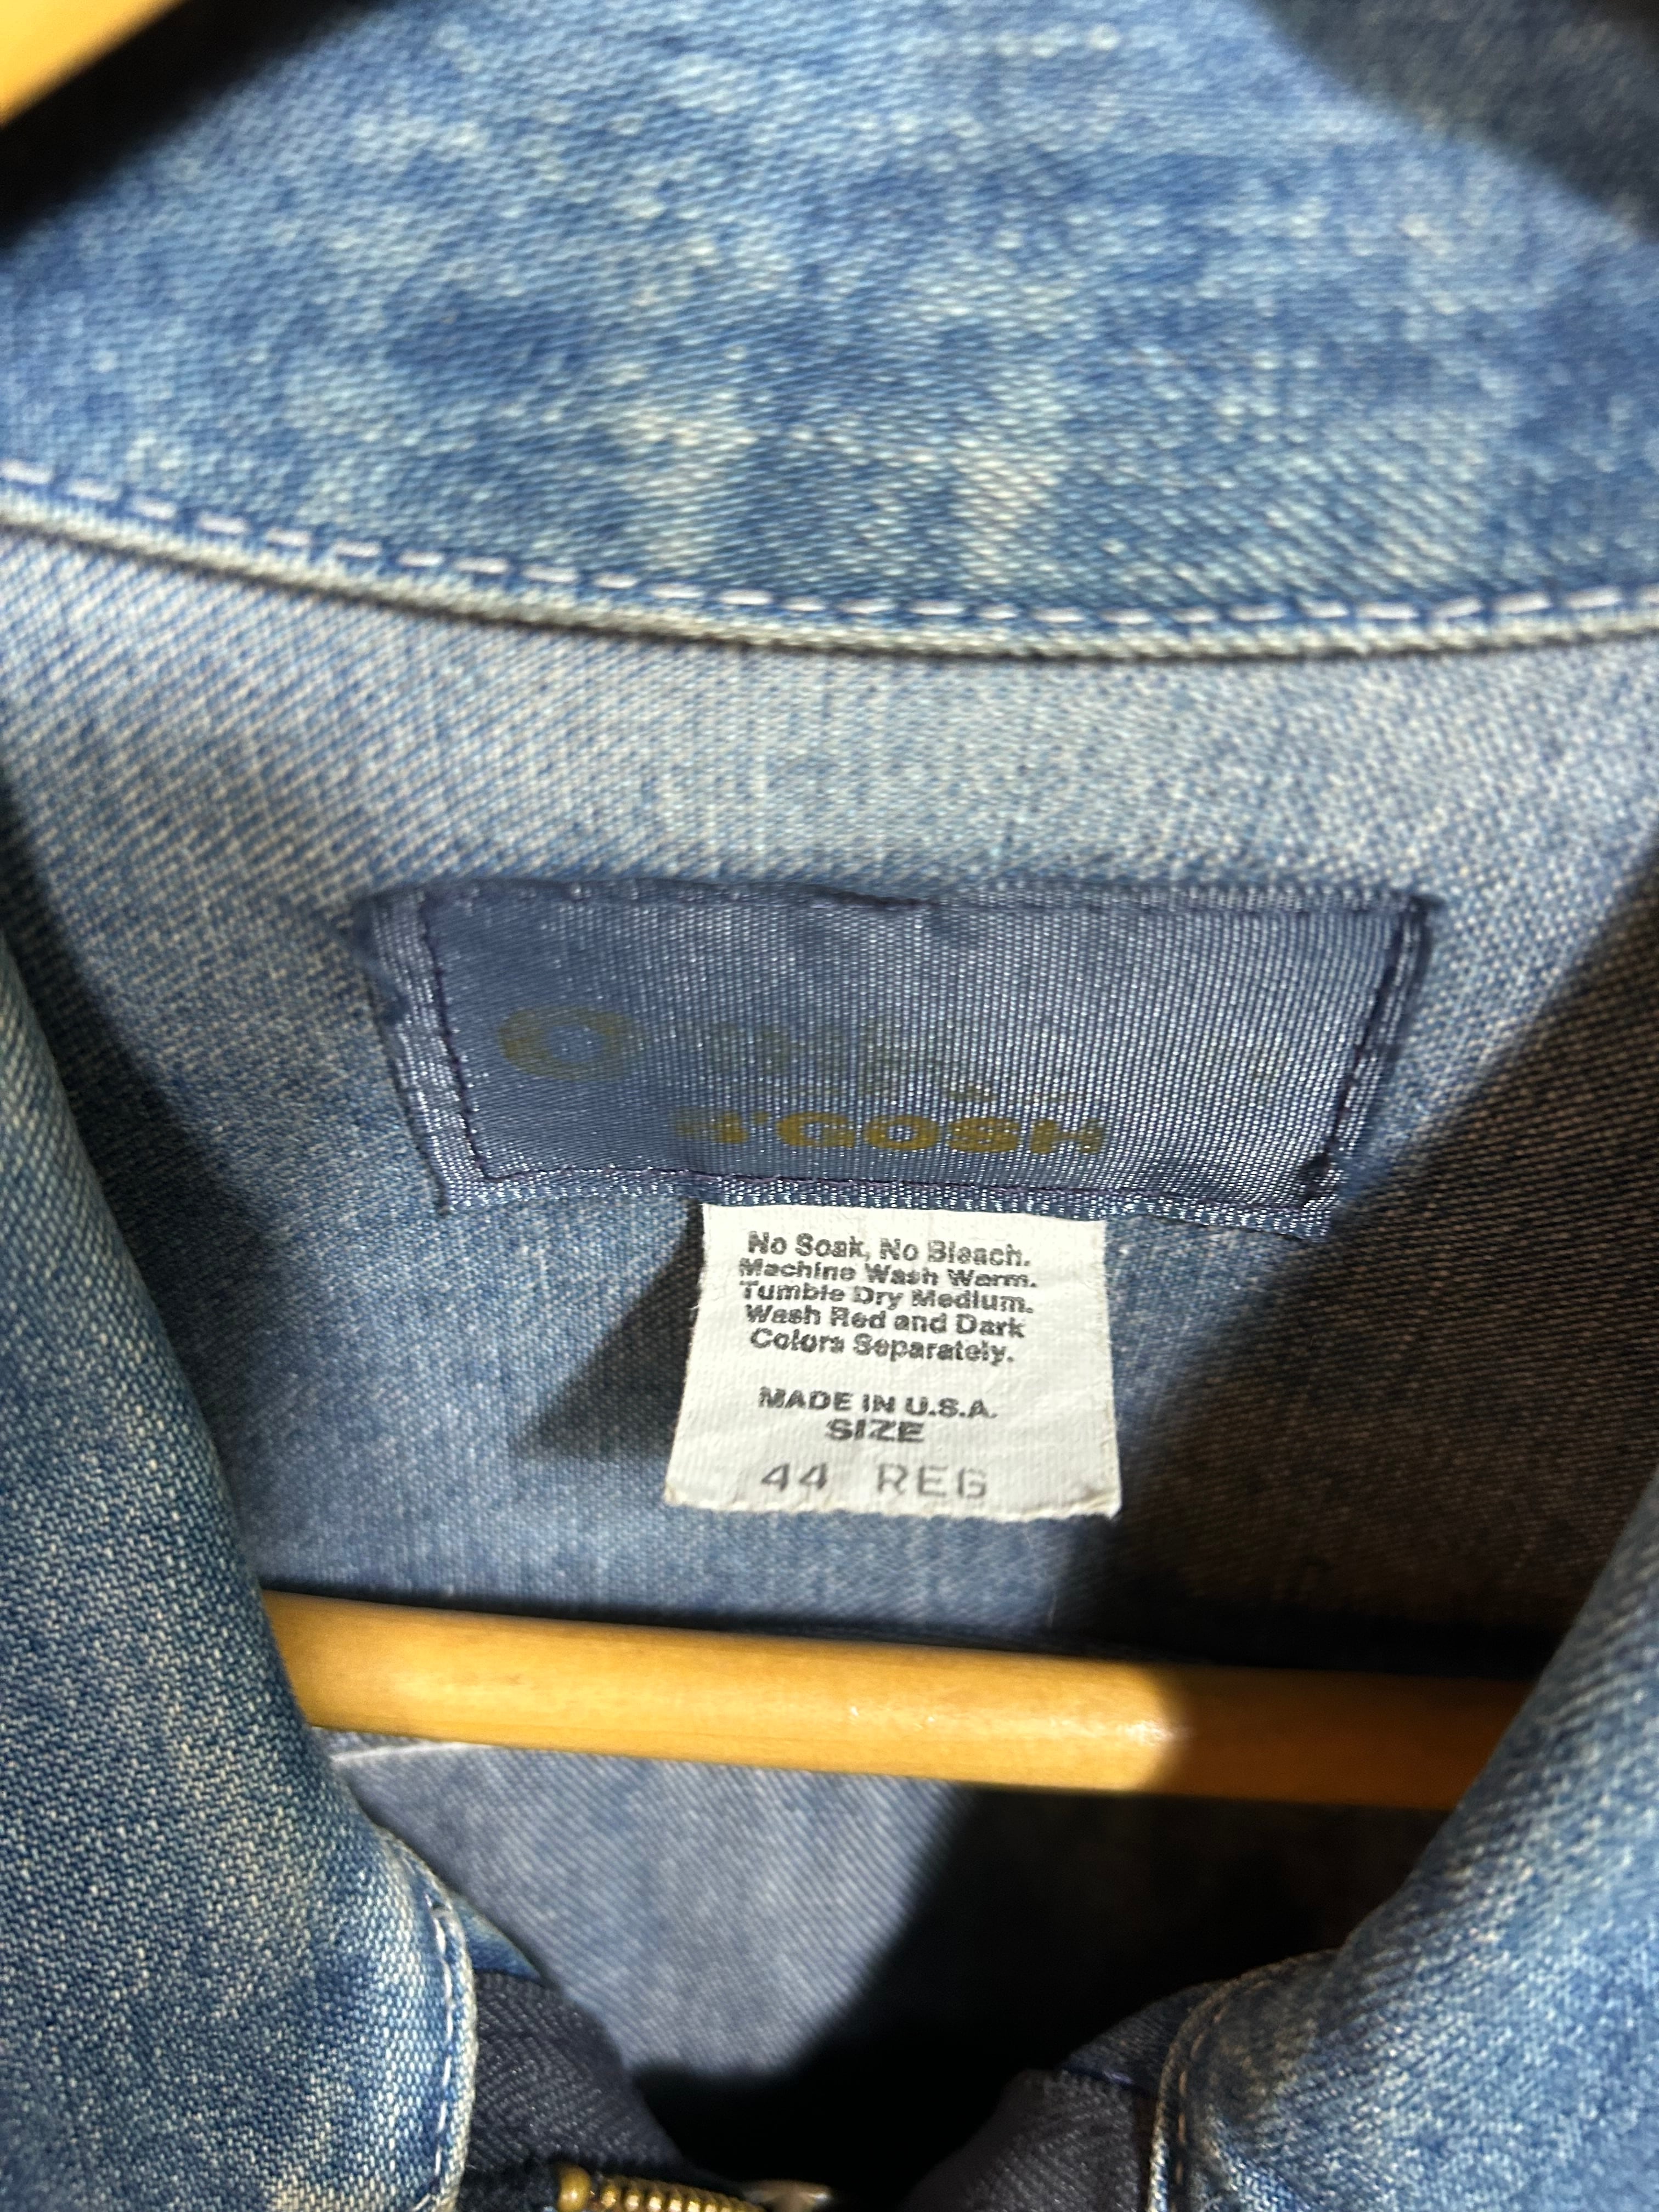 B'GOSH
No Soak, No Bleach.
Machine Wash Warm.
Tumble Dry Medium.
Wash Red and Dark
Colors Separately.
MADE IN U.S.A.
SIZE
44 REG